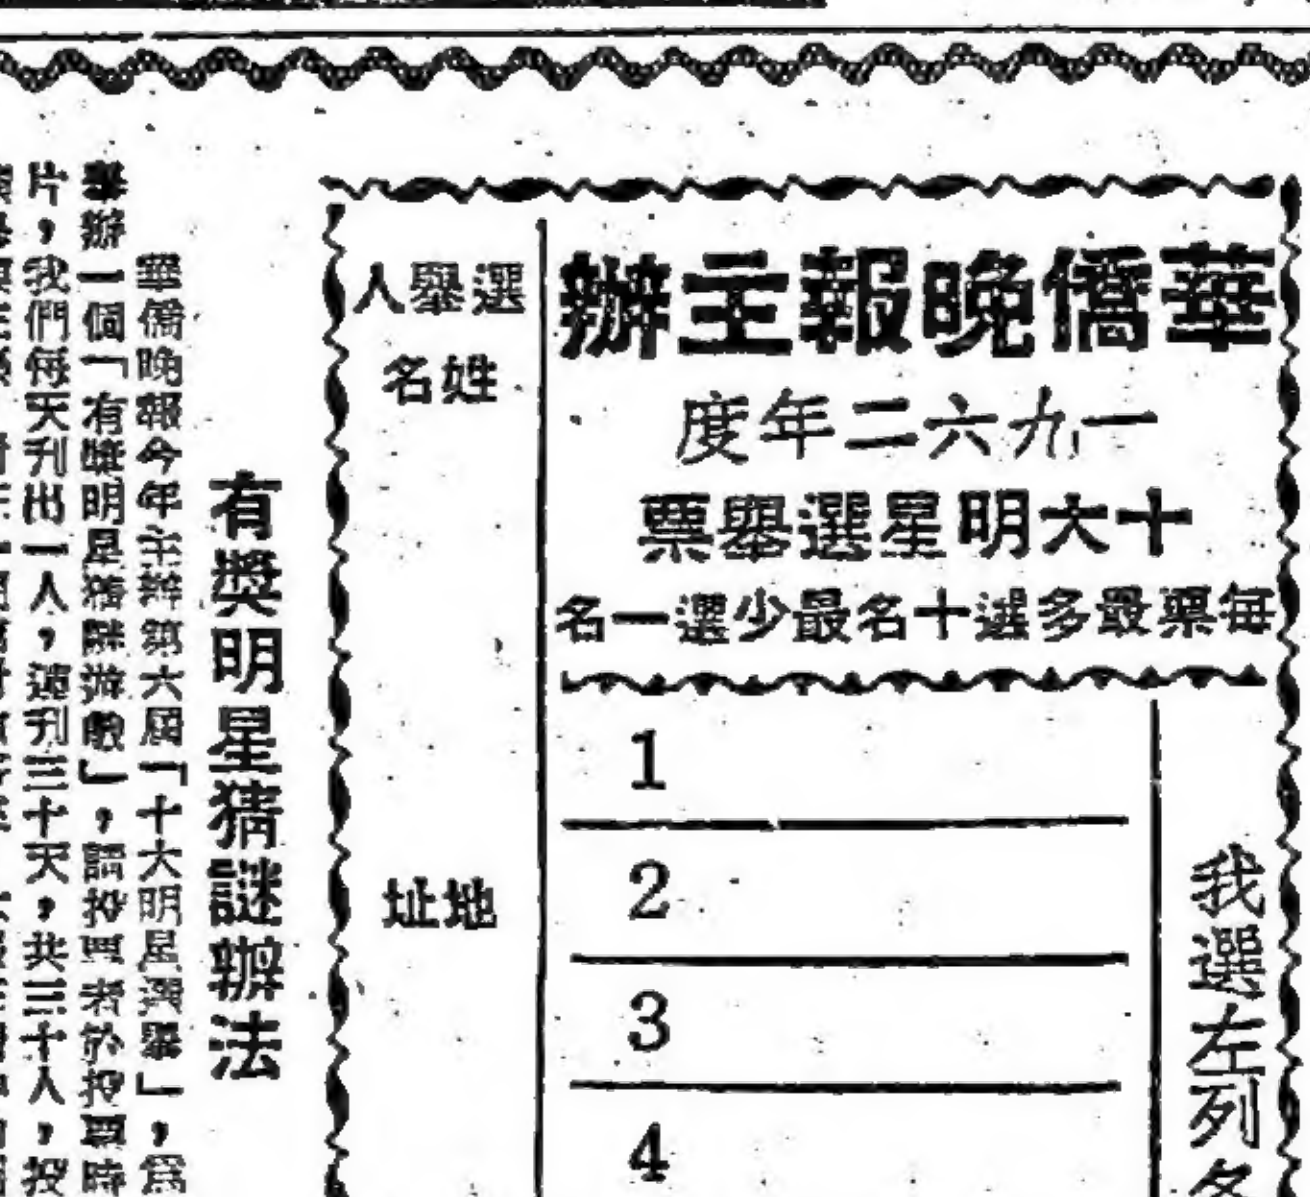 華僑晚報主辦
一九六二年度
十大明星選舉票
每票最多選十名最少選一名
1
2
3
4
我選左列名
選舉人
姓名
地址
有獎明星猜謎辦法
華僑晚報今年主辦第六屆「十大明星選舉」，為
舉辦一個「有獎明星猜謎遊戲」，請投票者於投票時
片，我們每天刊出一人，連刊三十天，共三十人，投